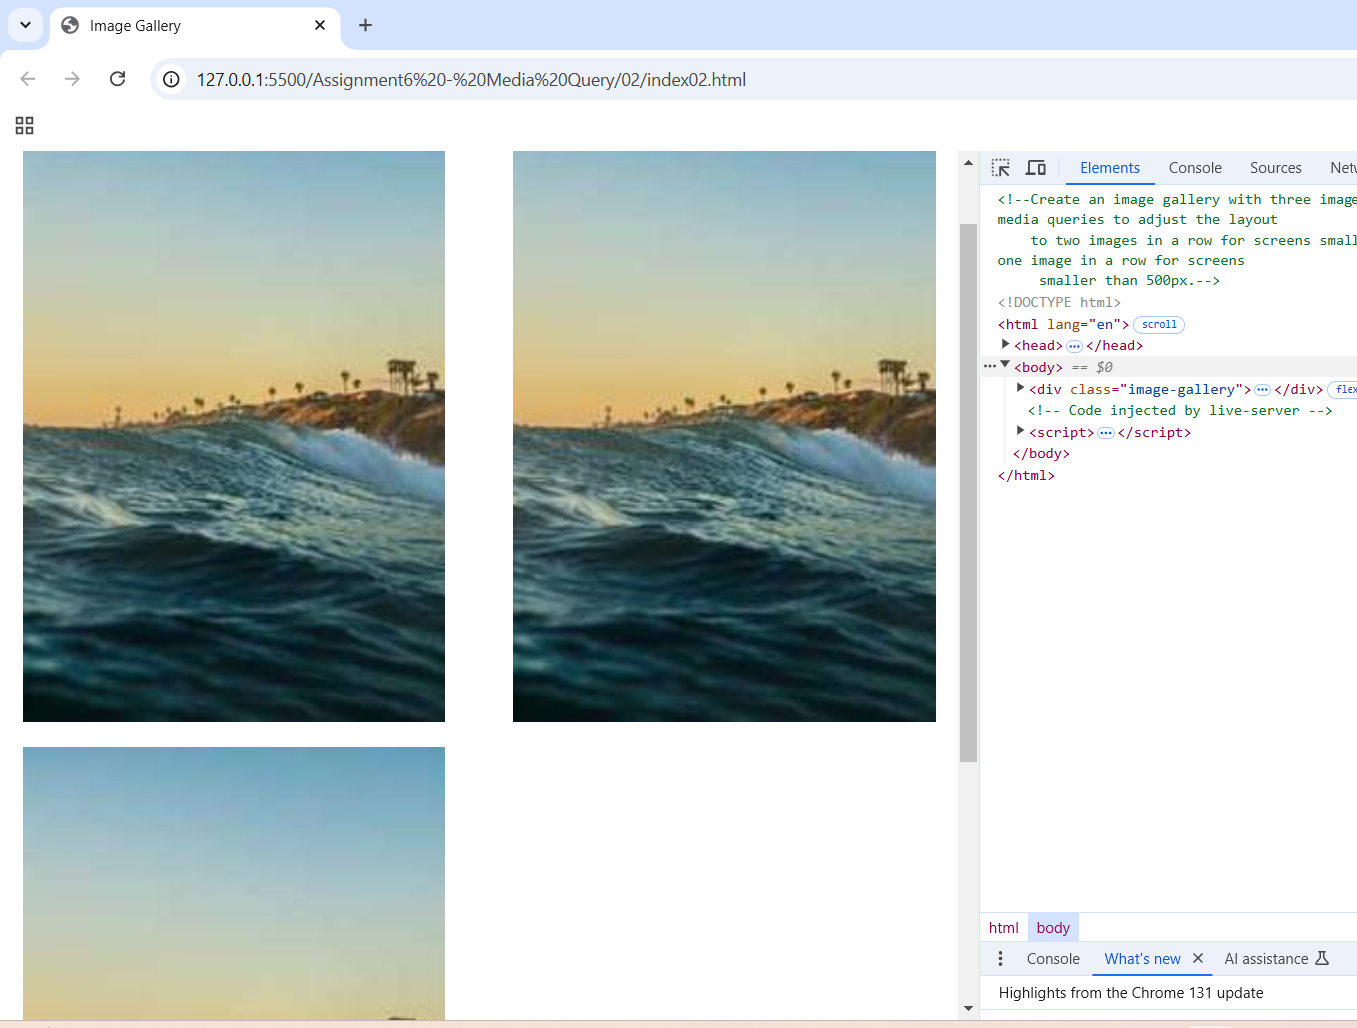 Image Gallery
127.0.0.1:5500/Assignment6%20-%20Media%20Query/02/index02.html
Elements Console Sources Netw
<!--Create an image gallery with three image
media queries to adjust the layout
to two images in a row for screens small
one image in a row for screens
smaller than 500px.-->
<!DOCTYPE html>
<html lang="en"> scroll
<head> ••• </head>
••• <body> == $0
<div class="image-gallery"> ••• </div> flex
<!-- Code injected by live-server -->
<script> ••• </script>
</body>
</html>
html body
Console What's new AI assistance
Highlights from the Chrome 131 update